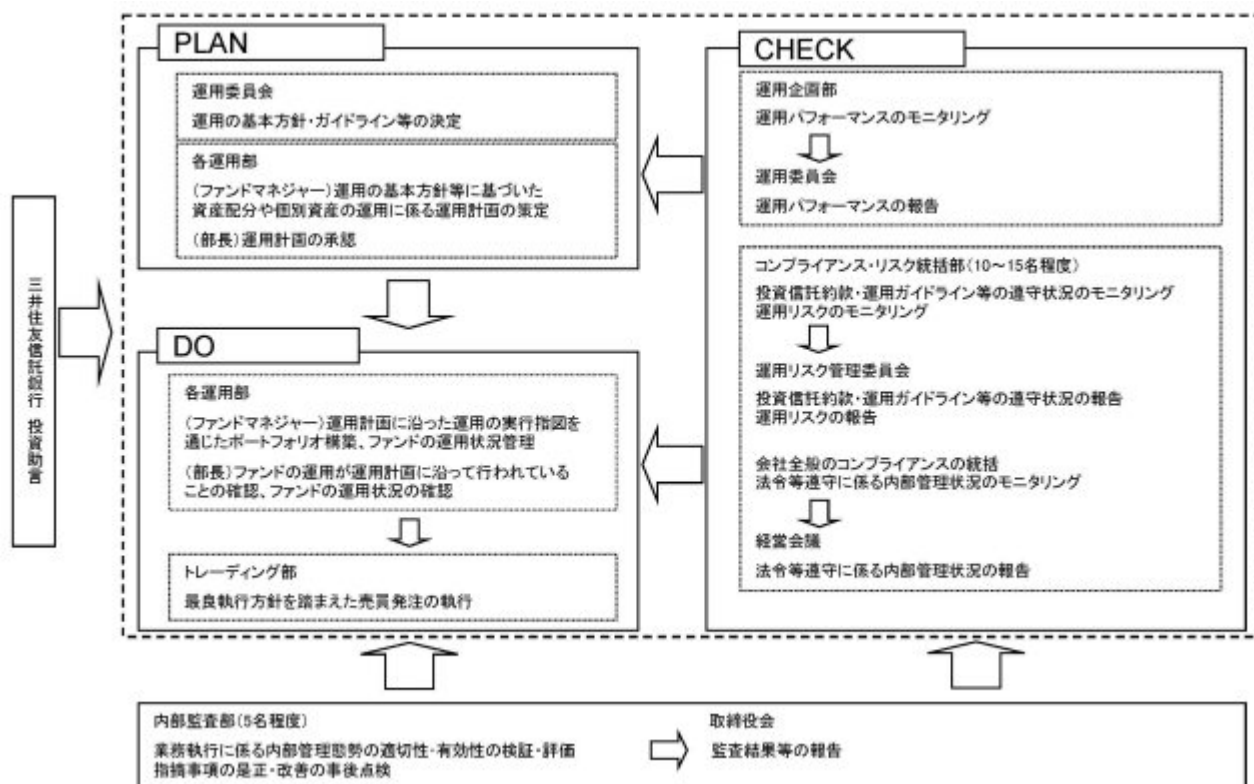 三井住友信託銀行 投資助言
PLAN
運用委員会
運用の基本方針・ガイドライン等の決定
各運用部
(ファンドマネジャー)運用の基本方針等に基づいた
資産配分や個別資産の運用に係る運用計画の策定
(部長)運用計画の承認
DO
各運用部
(ファンドマネジャー)運用計画に沿った運用の実行指図を
通じたポートフォリオ構築、ファンドの運用状況管理
(部長)ファンドの運用が運用計画に沿って行われている
ことの確認、ファンドの運用状況の確認
トレーディング部
最良執行方針を踏まえた売買発注の執行
CHECK
運用企画部
運用パフォーマンスのモニタリング
運用委員会
運用パフォーマンスの報告
コンプライアンス・リスク統括部(10〜15名程度)
投資信託約款・運用ガイドライン等の遵守状況のモニタリング
運用リスクのモニタリング
運用リスク管理委員会
投資信託約款・運用ガイドライン等の遵守状況の報告
運用リスクの報告
会社全般のコンプライアンスの統括
法令等遵守に係る内部管理状況のモニタリング
経営会議
法令等遵守に係る内部管理状況の報告
内部監査部(5名程度)
業務執行に係る内部管理態勢の適切性・有効性の検証・評価
指摘事項の是正・改善の事後点検
取締役会
監査結果等の報告